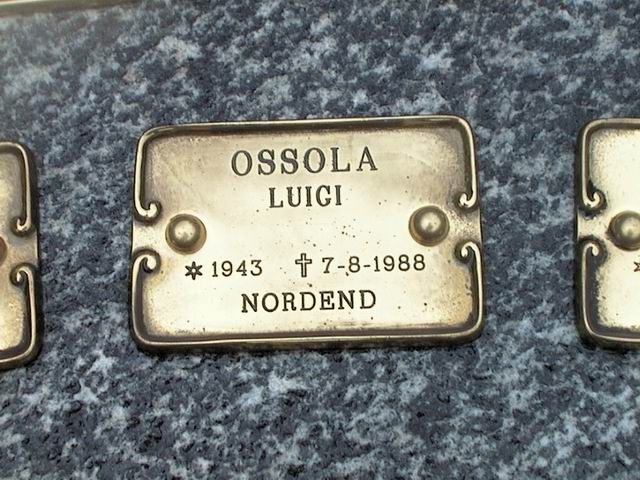 OSSOLA
LUIGI
✡ 1943 ✝ 7-8-1988
NORDEND